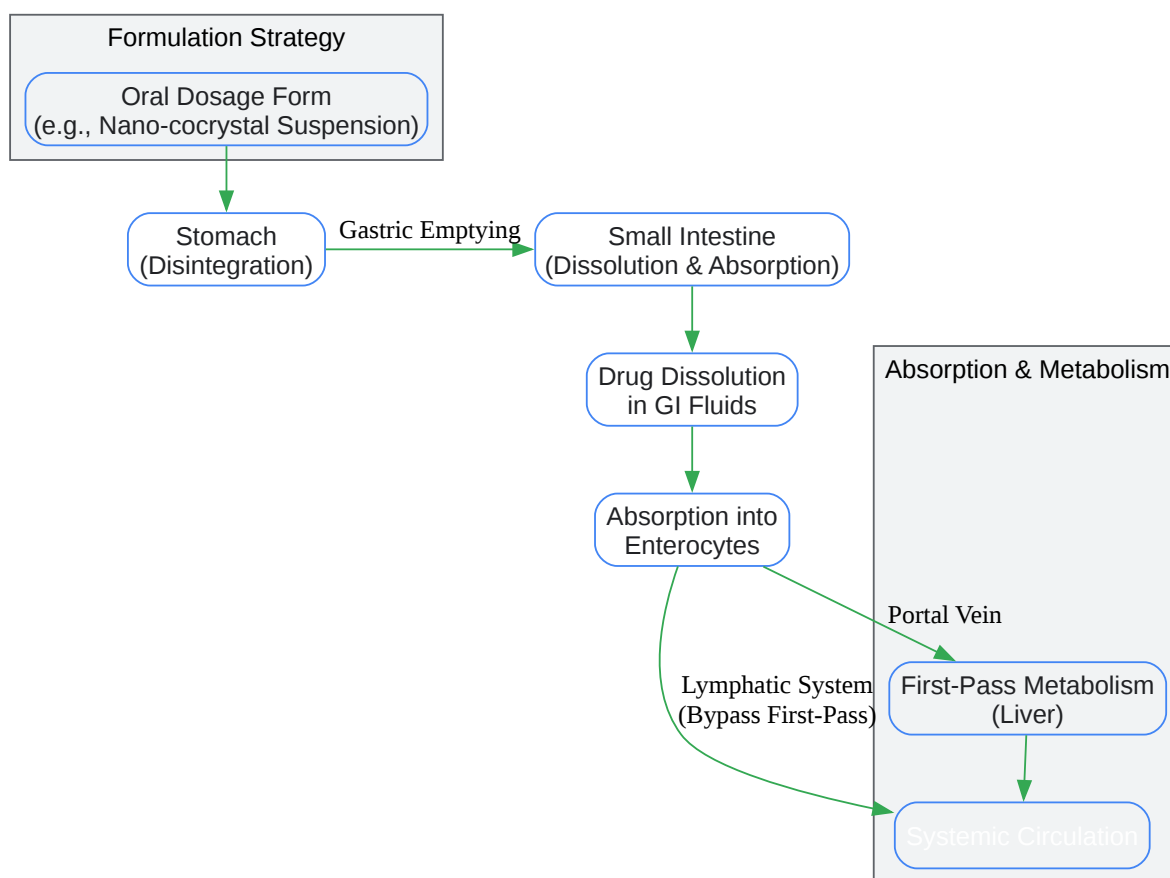 Formulation Strategy
Oral Dosage Form
(e.g., Nano-cocrystal Suspension)
Stomach
(Disintegration)
Gastric Emptying
Small Intestine
(Dissolution & Absorption)
Drug Dissolution
in GI Fluids
Absorption & Metabolism
Absorption into
Enterocytes
Portal Vein
Lymphatic System
(Bypass First-Pass)
First-Pass Metabolism
(Liver)
Systemic Circulation